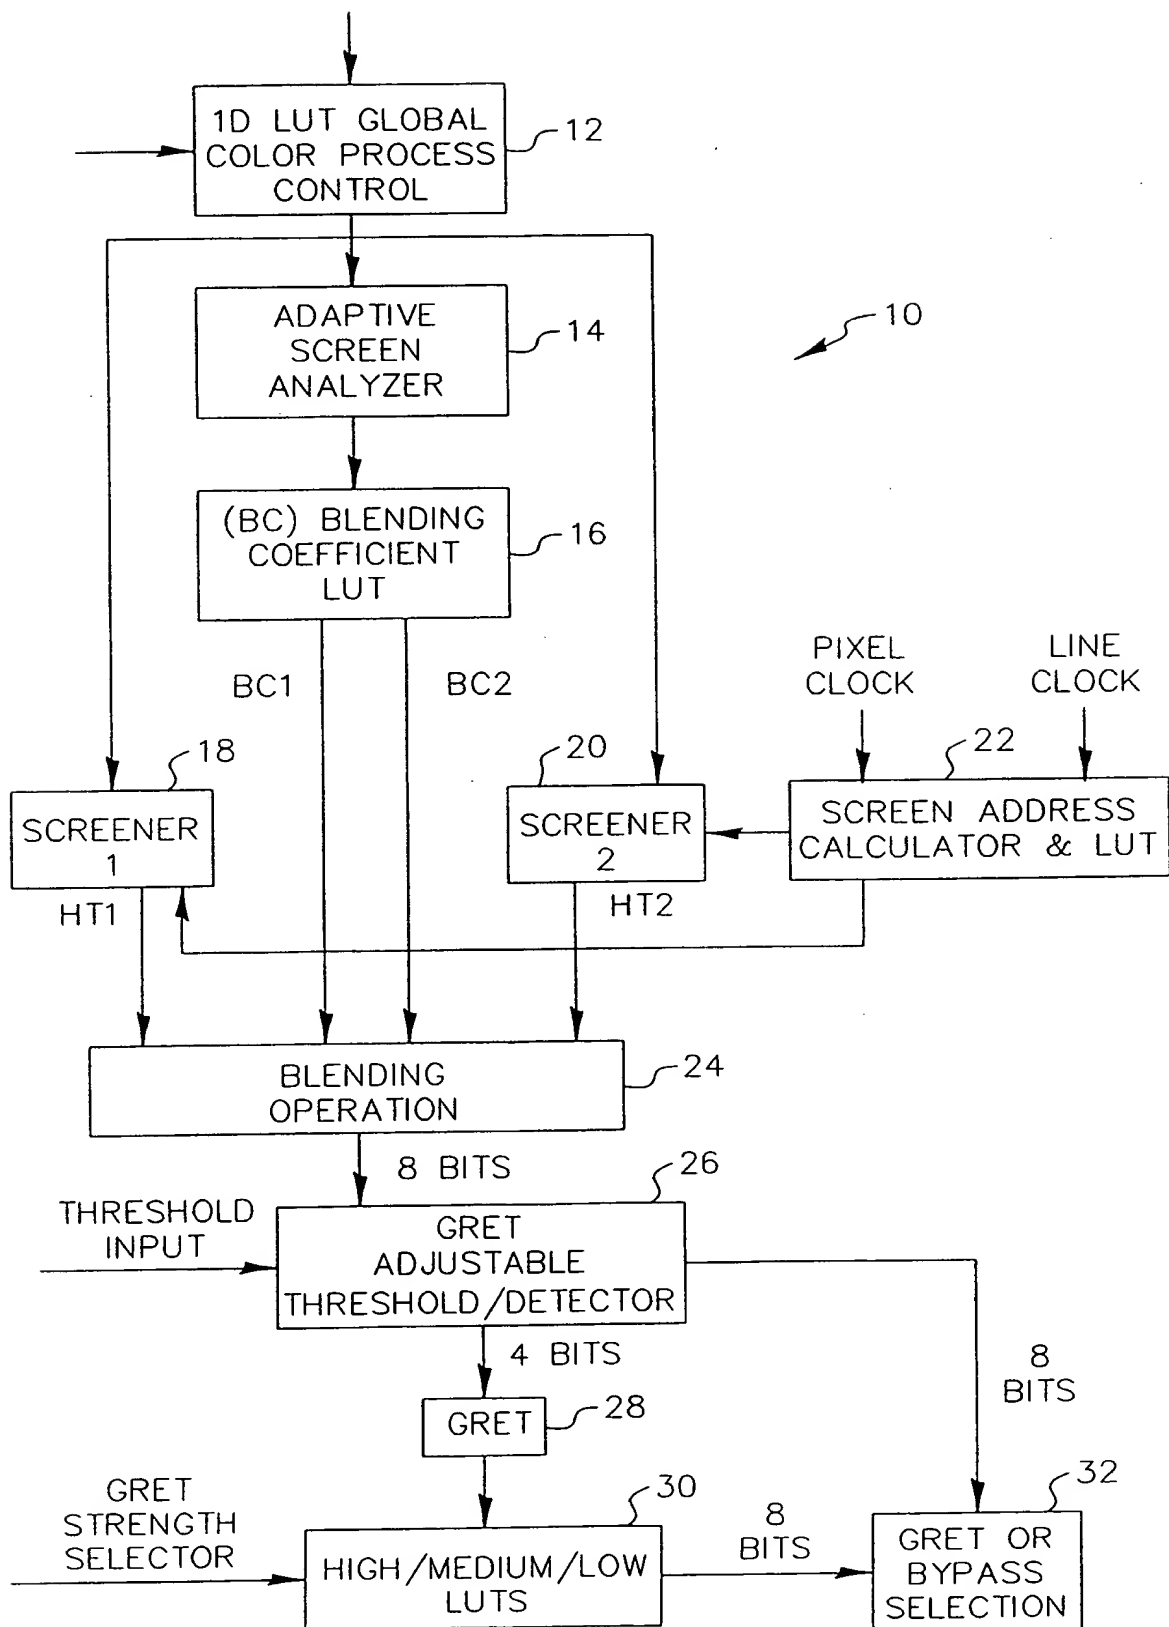 1D LUT GLOBAL
COLOR PROCESS
CONTROL
12
ADAPTIVE
SCREEN
ANALYZER
14
10
(BC) BLENDING
COEFFICIENT
LUT
16
BC1
BC2
PIXEL
CLOCK
LINE
CLOCK
18
SCREENER
1
HT1
20
SCREENER
2
HT2
22
SCREEN ADDRESS
CALCULATOR & LUT
BLENDING
OPERATION
24
8 BITS
26
THRESHOLD
INPUT
GRET
ADJUSTABLE
THRESHOLD/DETECTOR
4 BITS
8
BITS
GRET
28
GRET
STRENGTH
SELECTOR
30
HIGH/MEDIUM/LOW
LUTS
8
BITS
32
GRET OR
BYPASS
SELECTION